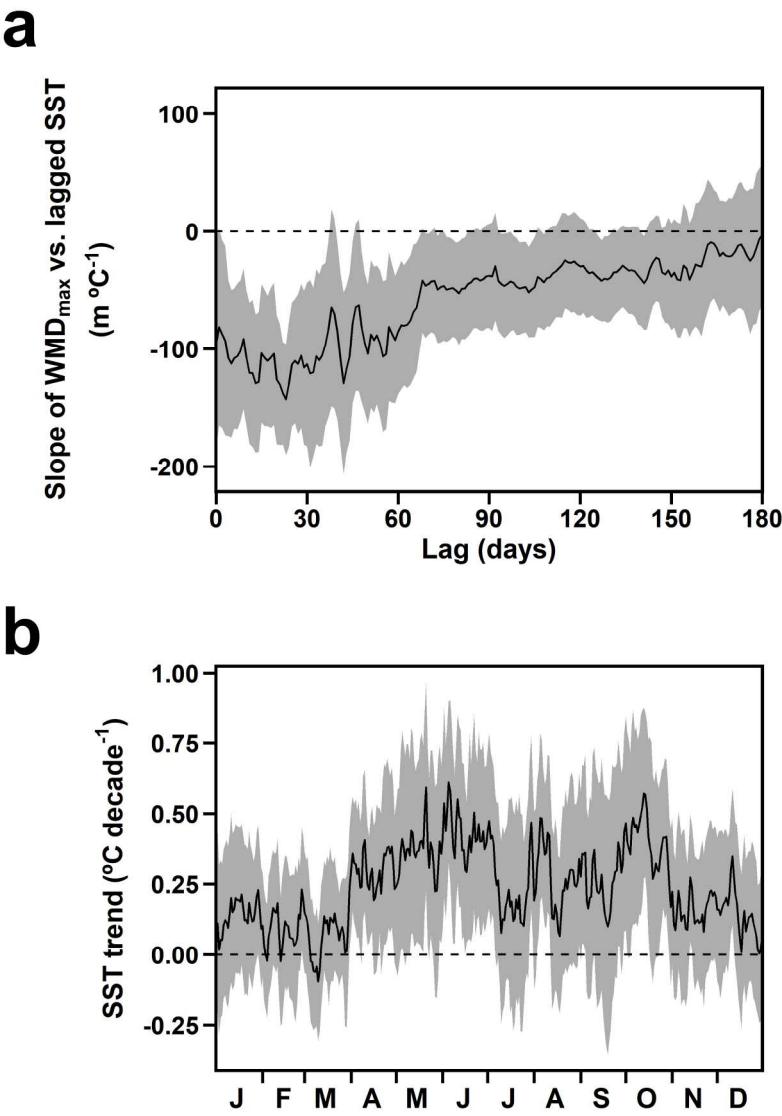 a
Slope of WMDmax vs. lagged SST
(m ºC-1)
100
0
-100
-200
0 30 60 90 120 150 180
Lag (days)
b
SST trend (ºC decade-1)
1.00
0.75
0.50
0.25
0.00
-0.25
J F M A M J J A S O N D